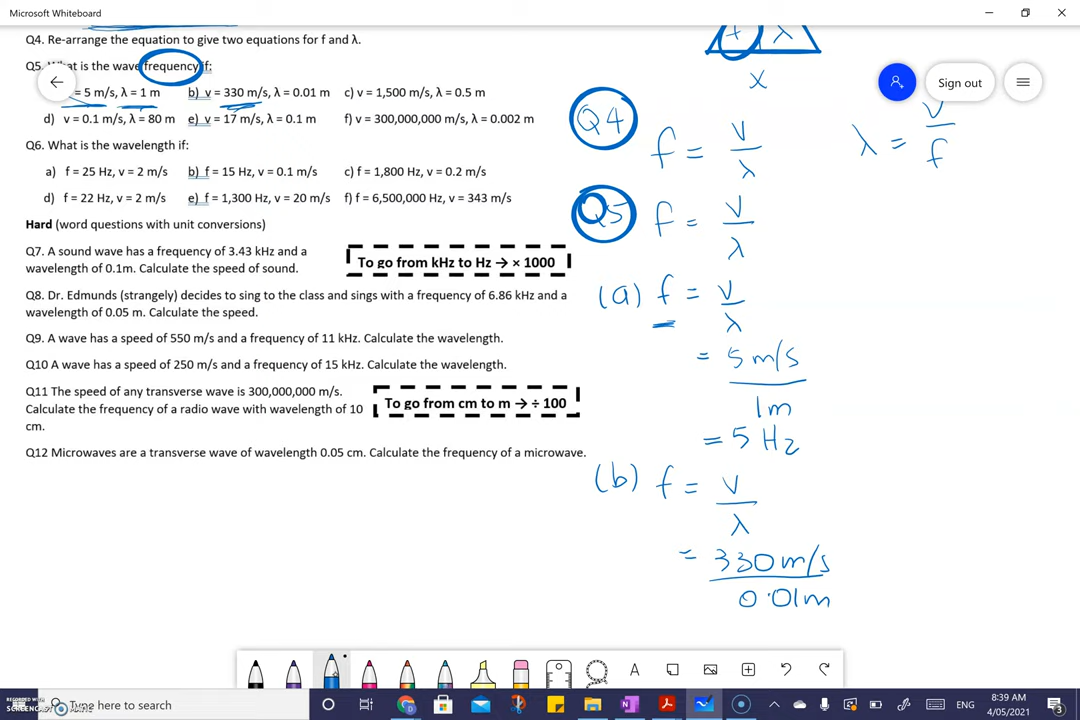 Microsoft Whiteboard
Q4. Re-arrange the equation to give two equations for f and λ.
Q5. What is the wave frequency if:
= 5 m/s, λ = 1 m b) v = 330 m/s, λ = 0.01 m c) v = 1,500 m/s, λ = 0.5 m
d) v = 0.1 m/s, λ = 80 m e) v = 17 m/s, λ = 0.1 m f) v = 300,000,000 m/s, λ = 0.002 m
Q6. What is the wavelength if:
a) f = 25 Hz, v = 2 m/s b) f = 15 Hz, v = 0.1 m/s c) f = 1,800 Hz, v = 0.2 m/s
d) f = 22 Hz, v = 2 m/s e) f = 1,300 Hz, v = 20 m/s f) f = 6,500,000 Hz, v = 343 m/s
Hard (word questions with unit conversions)
Q7. A sound wave has a frequency of 3.43 kHz and a
wavelength of 0.1m. Calculate the speed of sound.
To go from kHz to Hz → × 1000
Q8. Dr. Edmunds (strangely) decides to sing to the class and sings with a frequency of 6.86 kHz and a
wavelength of 0.05 m. Calculate the speed.
Q9. A wave has a speed of 550 m/s and a frequency of 11 kHz. Calculate the wavelength.
Q10 A wave has a speed of 250 m/s and a frequency of 15 kHz. Calculate the wavelength.
Q11 The speed of any transverse wave is 300,000,000 m/s.
Calculate the frequency of a radio wave with wavelength of 10
cm.
To go from cm to m → ÷ 100
Q12 Microwaves are a transverse wave of wavelength 0.05 cm. Calculate the frequency of a microwave.
f λ
x
Sign out
Q4
f = v
λ
λ = v
f
Q5 f = v
λ
(a) f = v
λ
= 5 m/s
1m
= 5 Hz
(b) f = v
λ
= 330 m/s
0.01m
A
RECORDED WITH
SCREENCAST
Type here to search
ENG
8:39 AM
4/05/2021
3